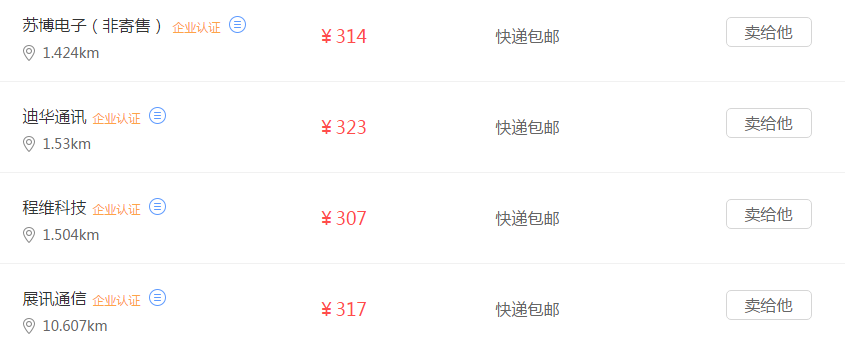 苏博电子（非寄售） 企业认证
1.424km
¥314
快递包邮
卖给他
迪华通讯 企业认证
1.53km
¥323
快递包邮
卖给他
程维科技 企业认证
1.504km
¥307
快递包邮
卖给他
展讯通信 企业认证
10.607km
¥317
快递包邮
卖给他